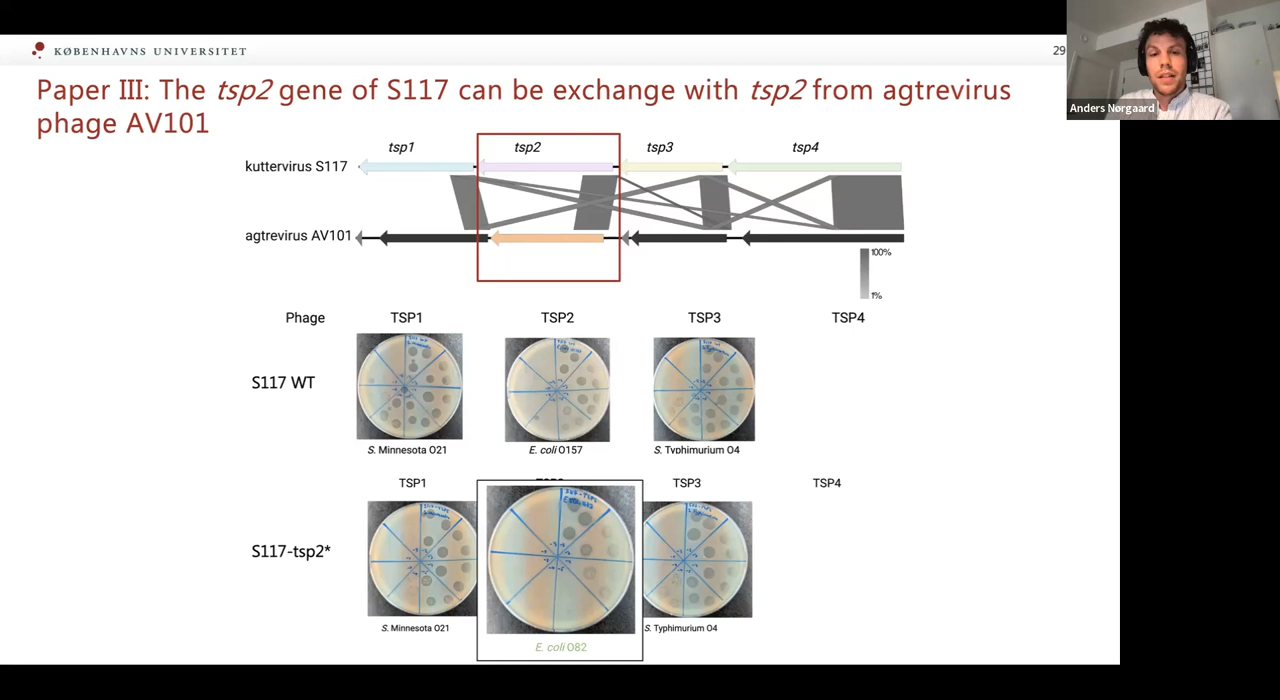 KØBENHAVNS UNIVERSITET
29
Anders Nørgaard
Paper III: The tsp2 gene of S117 can be exchange with tsp2 from agtrevirus
phage AV101
tsp1 tsp2 tsp3 tsp4
kuttervirus S117
agtrevirus AV101
100%
1%
Phage TSP1 TSP2 TSP3 TSP4
S117 WT
S. Minnesota O21 E. coli O157 S. Typhimurium O4
TSP1 TSP3 TSP4
S117-tsp2*
S. Minnesota O21 S. Typhimurium O4
E. coli O82